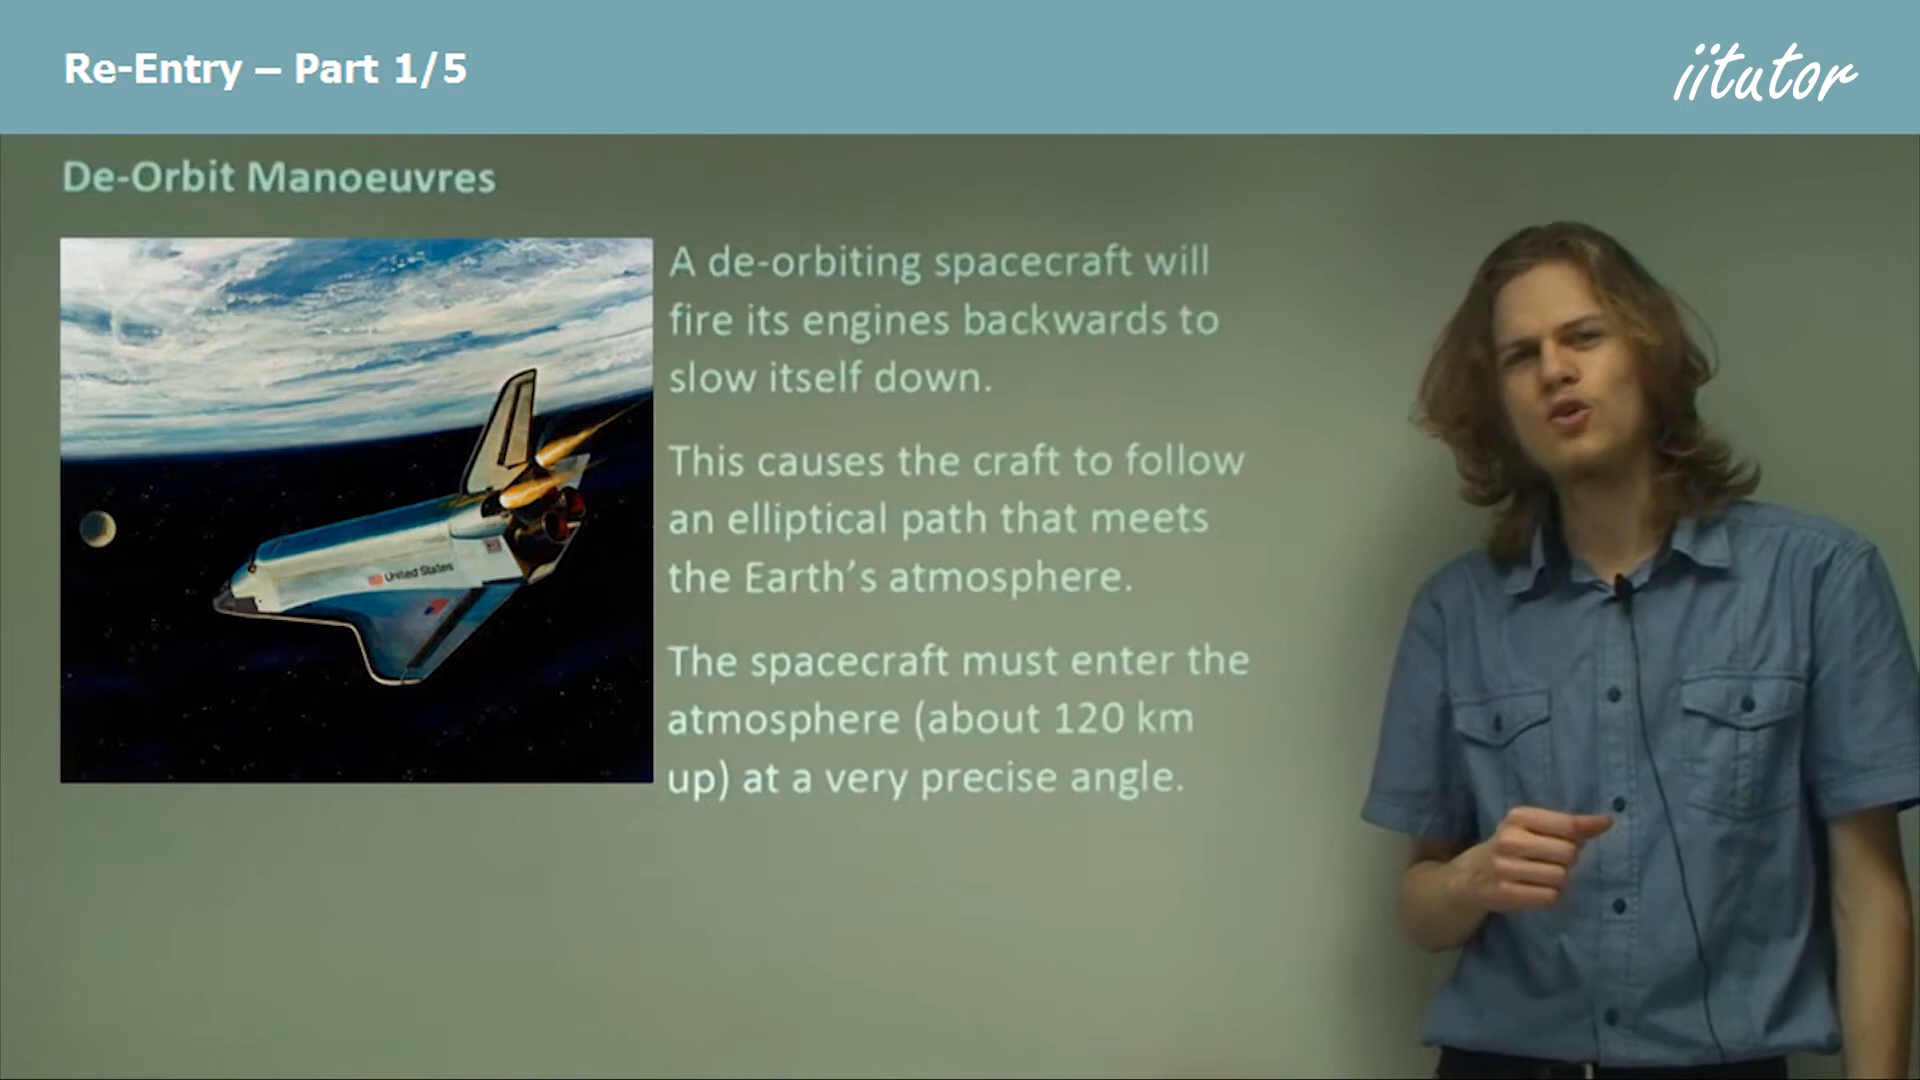 Re-Entry – Part 1/5
iitutor
De-Orbit Manoeuvres
A de-orbiting spacecraft will
fire its engines backwards to
slow itself down.
This causes the craft to follow
an elliptical path that meets
the Earth’s atmosphere.
The spacecraft must enter the
atmosphere (about 120 km
up) at a very precise angle.
United States